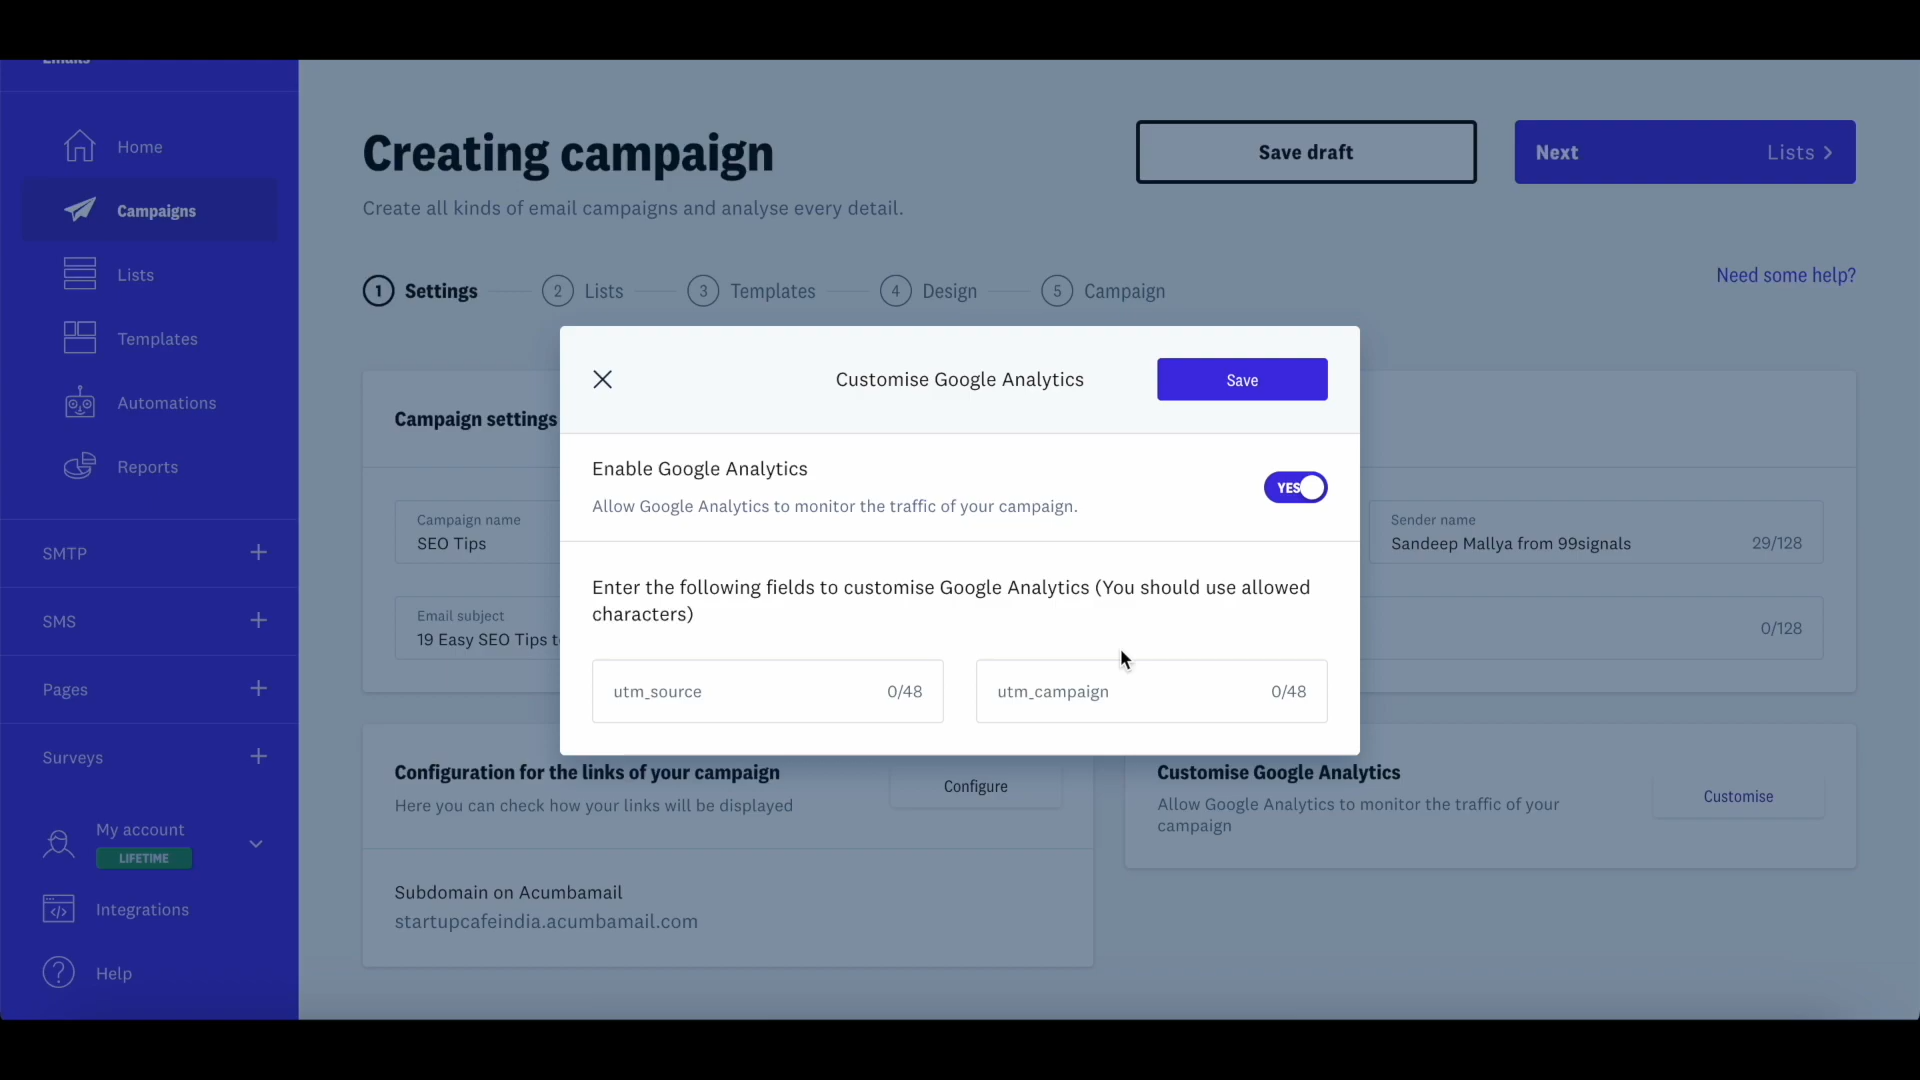 Emails
Home
Campaigns
Lists
Templates
Automations
Reports
SMTP
SMS
Pages
Surveys
My account
LIFETIME
Integrations
Help
Creating campaign
Create all kinds of email campaigns and analyse every detail.
Save draft
Next Lists
1 Settings 2 Lists 3 Templates 4 Design 5 Campaign
Need some help?
Campaign settings
Campaign name
SEO Tips
Sender name
Sandeep Mallya from 99signals 29/128
Email subject
19 Easy SEO Tips t
0/128
Customise Google Analytics
Save
Enable Google Analytics
Allow Google Analytics to monitor the traffic of your campaign.
YES
Enter the following fields to customise Google Analytics (You should use allowed
characters)
utm_source 0/48
utm_campaign 0/48
Configuration for the links of your campaign
Here you can check how your links will be displayed
Configure
Subdomain on Acumbamail
startupcafeindia.acumbamail.com
Customise Google Analytics
Allow Google Analytics to monitor the traffic of your
campaign
Customise